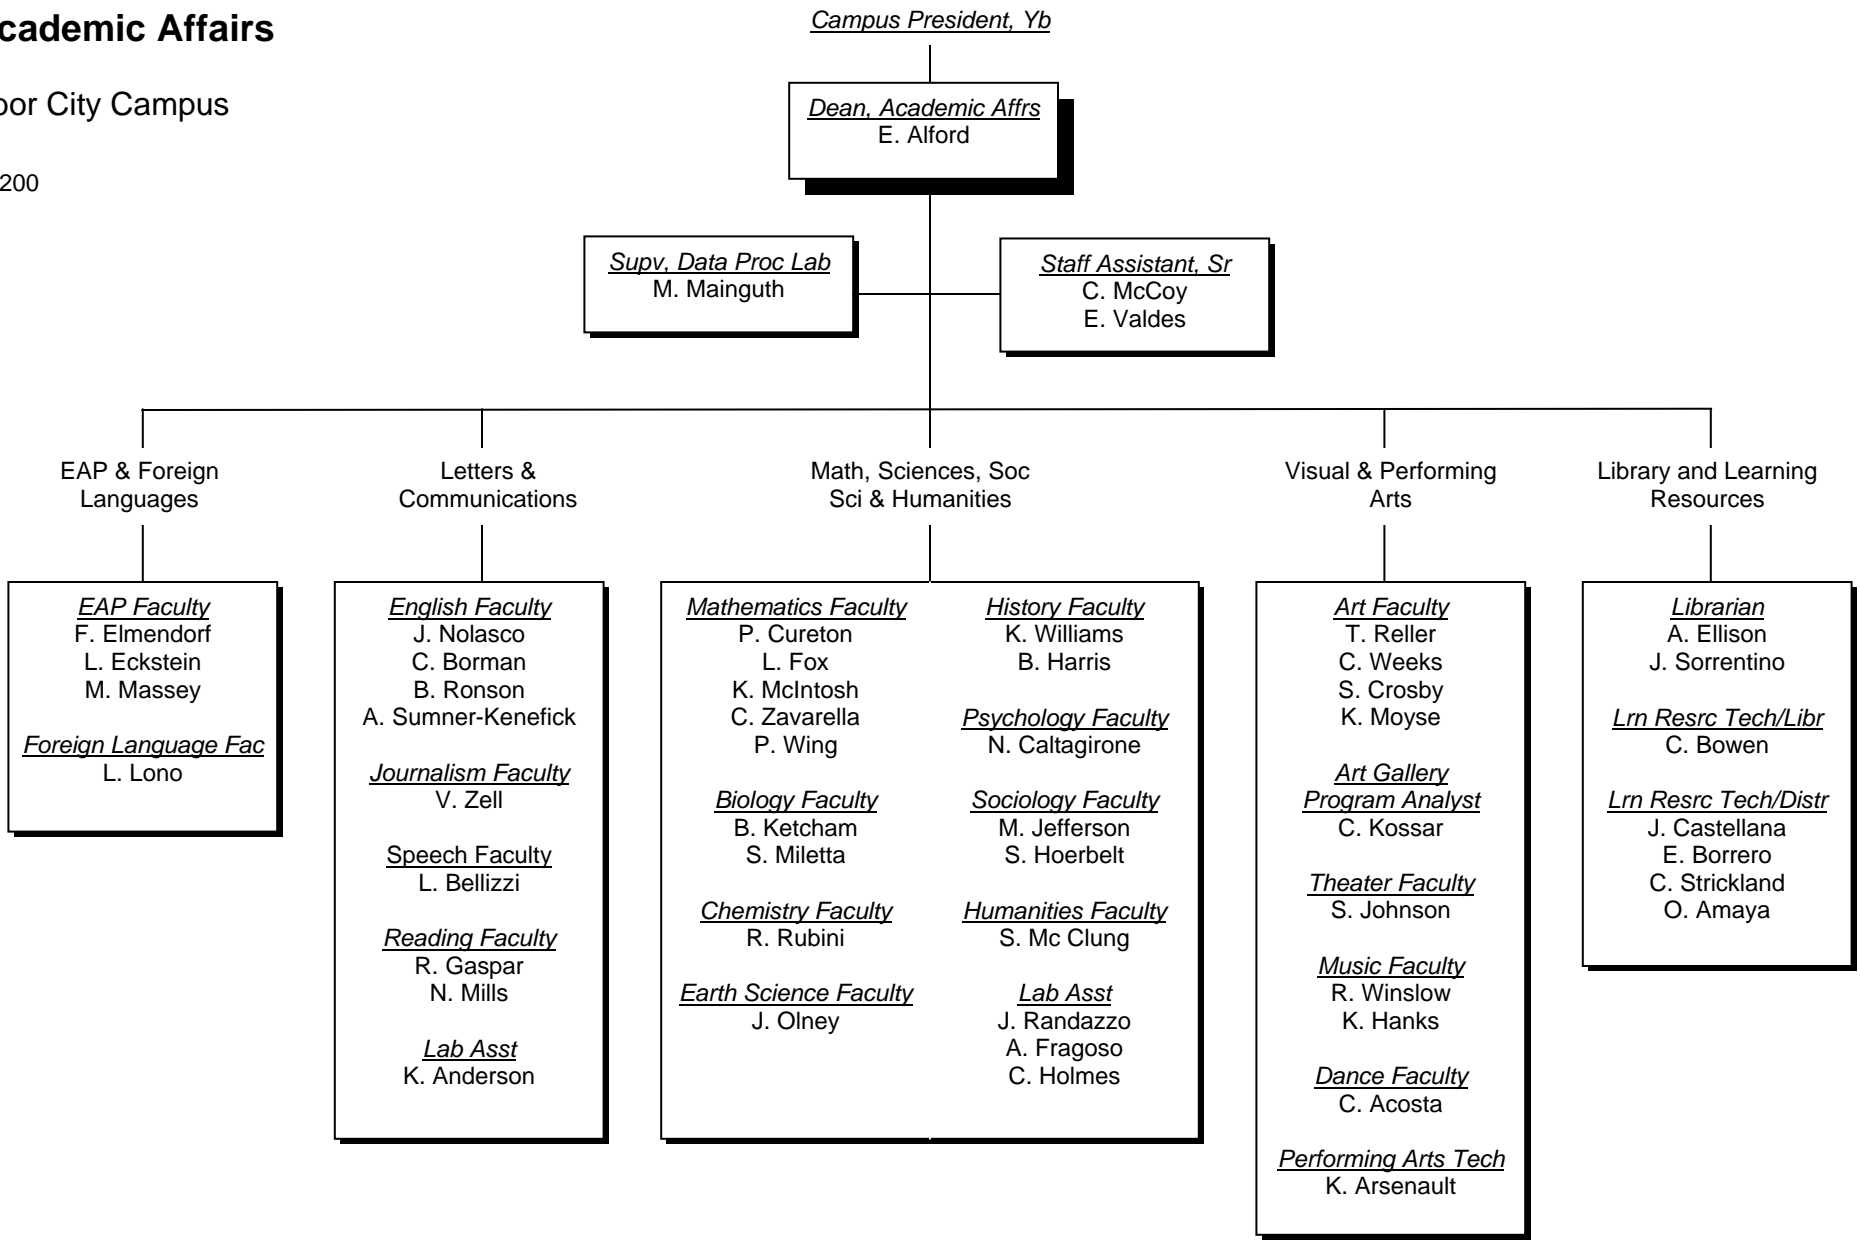 cademic Affairs
oor City Campus
200
Campus President, Yb
Dean, Academic Affrs
E. Alford
Supv, Data Proc Lab
M. Mainguth
Staff Assistant, Sr
C. McCoy
E. Valdes
EAP & Foreign
Languages
Letters &
Communications
Math, Sciences, Soc
Sci & Humanities
Visual & Performing
Arts
Library and Learning
Resources
EAP Faculty
F. Elmendorf
L. Eckstein
M. Massey
Foreign Language Fac
L. Lono
English Faculty
J. Nolasco
C. Borman
B. Ronson
A. Sumner-Kenefick
Journalism Faculty
V. Zell
Speech Faculty
L. Bellizzi
Reading Faculty
R. Gaspar
N. Mills
Lab Asst
K. Anderson
Mathematics Faculty
P. Cureton
L. Fox
K. McIntosh
C. Zavarella
P. Wing
Biology Faculty
B. Ketcham
S. Miletta
Chemistry Faculty
R. Rubini
Earth Science Faculty
J. Olney
History Faculty
K. Williams
B. Harris
Psychology Faculty
N. Caltagirone
Sociology Faculty
M. Jefferson
S. Hoerbelt
Humanities Faculty
S. Mc Clung
Lab Asst
J. Randazzo
A. Fragoso
C. Holmes
Art Faculty
T. Reller
C. Weeks
S. Crosby
K. Moyse
Art Gallery
Program Analyst
C. Kossar
Theater Faculty
S. Johnson
Music Faculty
R. Winslow
K. Hanks
Dance Faculty
C. Acosta
Performing Arts Tech
K. Arsenault
Librarian
A. Ellison
J. Sorrentino
Lrn Resrc Tech/Libr
C. Bowen
Lrn Resrc Tech/Distr
J. Castellana
E. Borrero
C. Strickland
O. Amaya